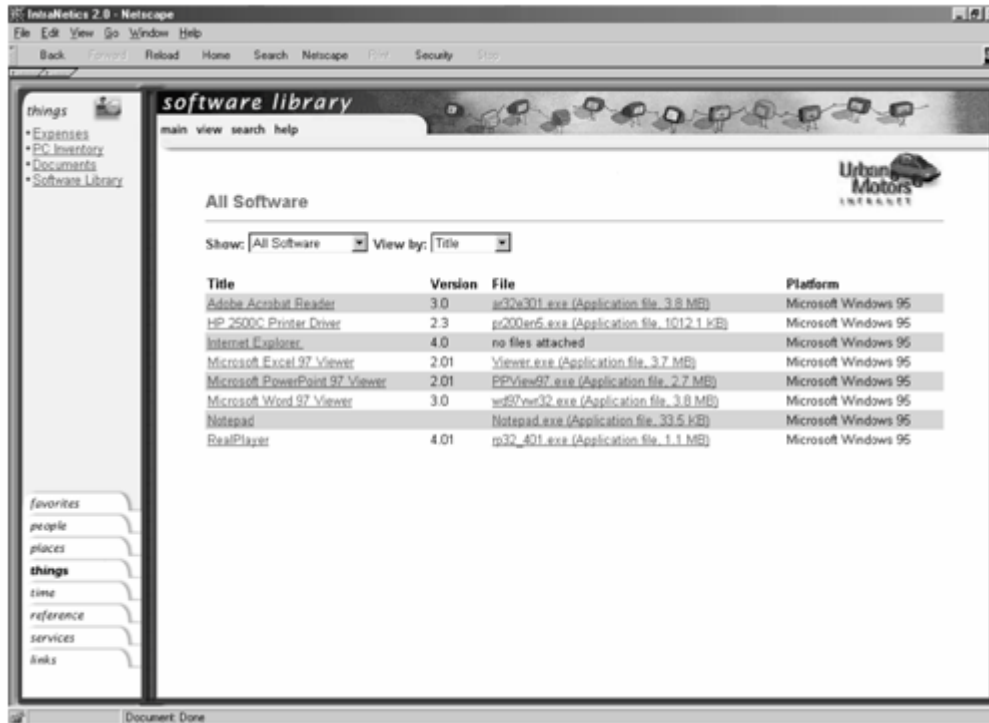 IntraNetics 2.0 - Netscape
File Edit View Go Window Help
Back Forward Reload Home Search Netscape Print Security Stop
things
Expenses
PC Inventory
Documents
Software Library
software library
main view search help
Urban Motors
INTRANET
All Software
Show: All Software View by: Title
Title Version File Platform
Adobe Acrobat Reader 3.0 ar32e301.exe (Application file, 3.8 MB) Microsoft Windows 95
HP 2500C Printer Driver 2.3 pr200en5.exe (Application file, 1012.1 KB) Microsoft Windows 95
Internet Explorer 4.0 no files attached Microsoft Windows 95
Microsoft Excel 97 Viewer 2.01 Viewer.exe (Application file, 3.7 MB) Microsoft Windows 95
Microsoft PowerPoint 97 Viewer 2.01 PPView97.exe (Application file, 2.7 MB) Microsoft Windows 95
Microsoft Word 97 Viewer 3.0 wd97vwr32.exe (Application file, 3.8 MB) Microsoft Windows 95
Notepad Notepad.exe (Application file, 33.5 KB) Microsoft Windows 95
RealPlayer 4.01 rp32_401.exe (Application file, 1.1 MB) Microsoft Windows 95
favorites
people
places
things
time
reference
services
links
Document: Done